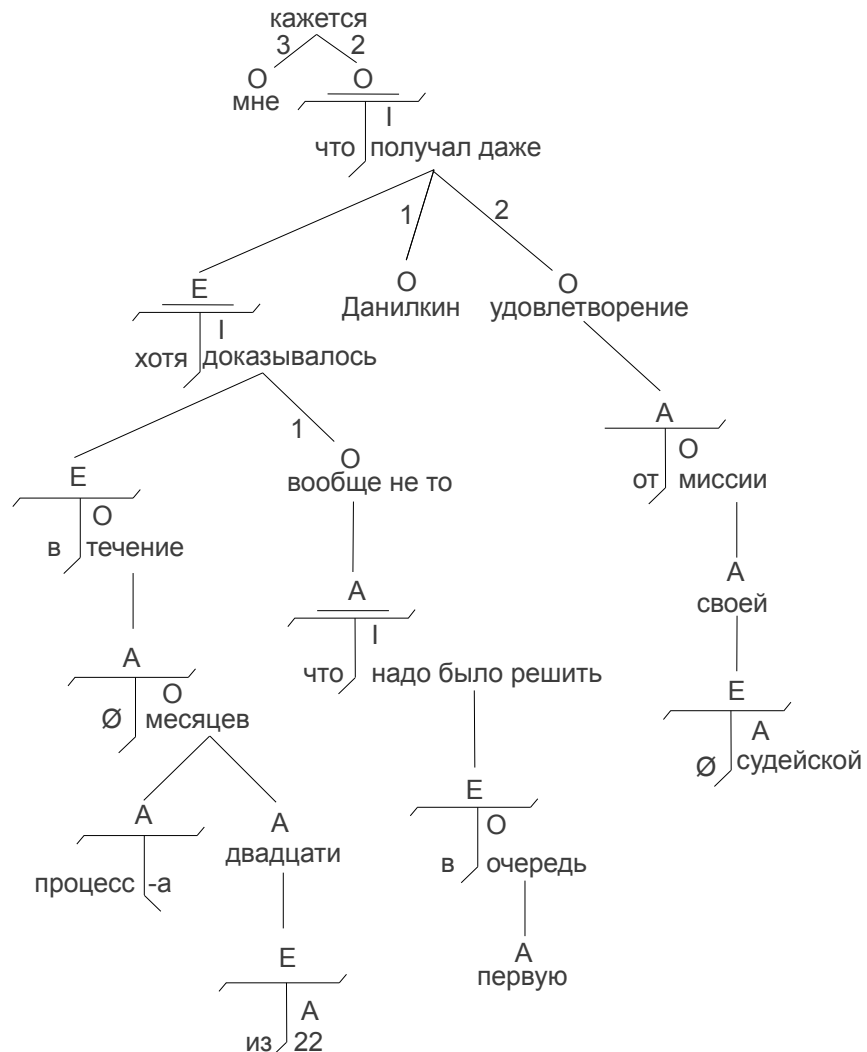 кажется
3 2
О О
мне
I
что получал даже
1 2
Е О О
Данилкин удовлетворение
I
хотя доказывалось
А
1 О
Е О от миссии
вообще не то
О
в течение
А А
своей
I
А что надо было решить
О Е
Ø месяцев А
Ø судейской
А А Е
двадцати О
процесс -а в очередь
Е А
первую
А
из 22